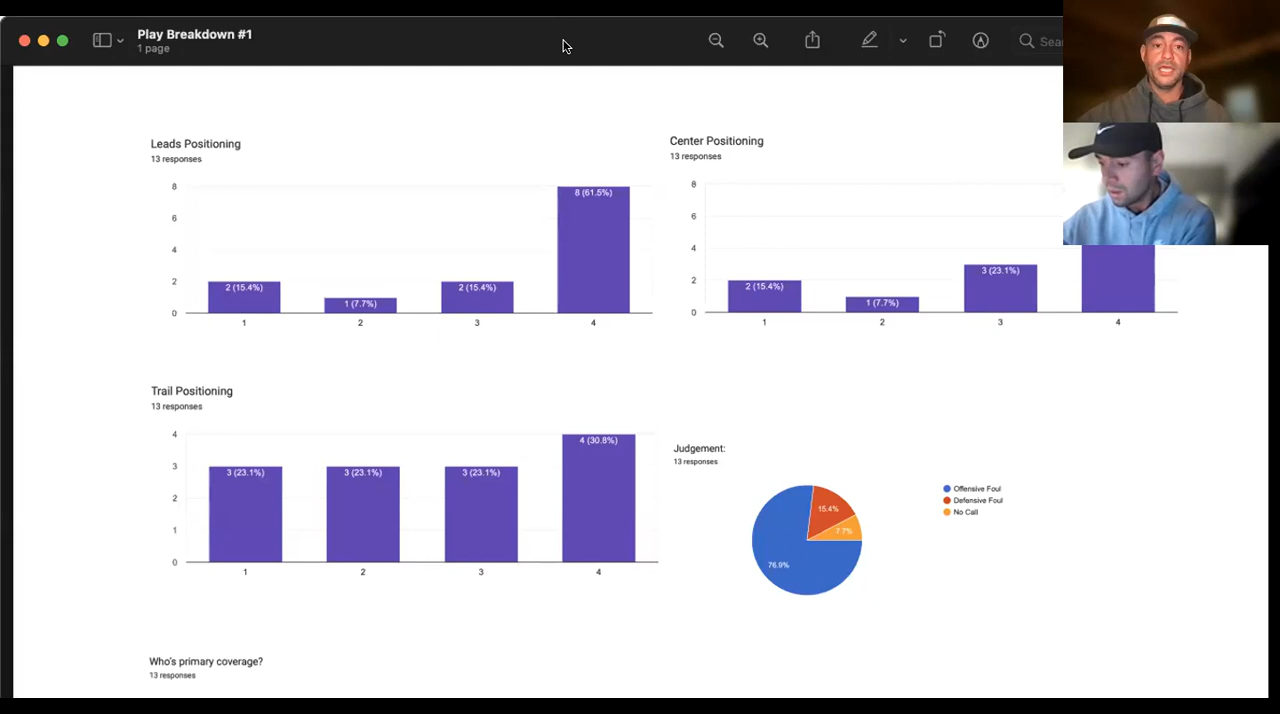 Play Breakdown #1
1 page
Sea
Leads Positioning
13 responses
8
6
4
2
0
2 (15.4%)
1 (7.7%)
2 (15.4%)
8 (61.5%)
1
2
3
4
Center Positioning
13 responses
8
6
4
2
0
2 (15.4%)
1 (7.7%)
3 (23.1%)
1
2
3
4
Trail Positioning
13 responses
4
3
2
1
0
3 (23.1%)
3 (23.1%)
3 (23.1%)
4 (30.8%)
1
2
3
4
Judgement:
13 responses
15.4%
7.7%
76.9%
Offensive Foul
Defensive Foul
No Call
Who's primary coverage?
13 responses